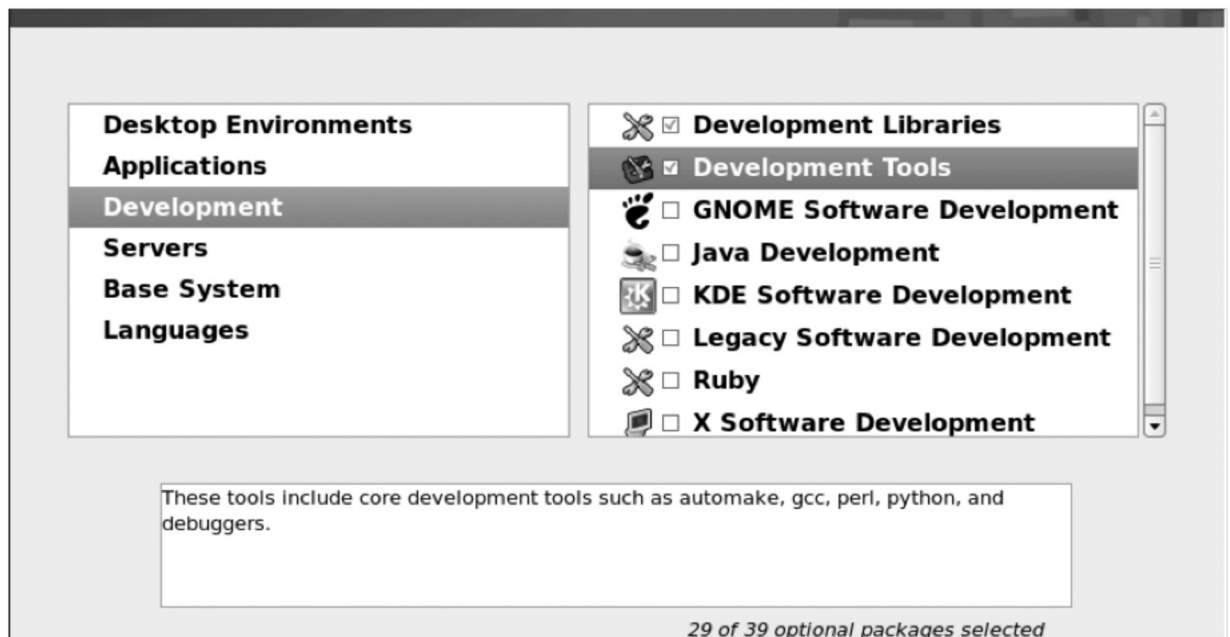 Desktop Environments
Applications
Development
Servers
Base System
Languages
Development Libraries
Development Tools
GNOME Software Development
Java Development
KDE Software Development
Legacy Software Development
Ruby
X Software Development
These tools include core development tools such as automake, gcc, perl, python, and
debuggers.
29 of 39 optional packages selected